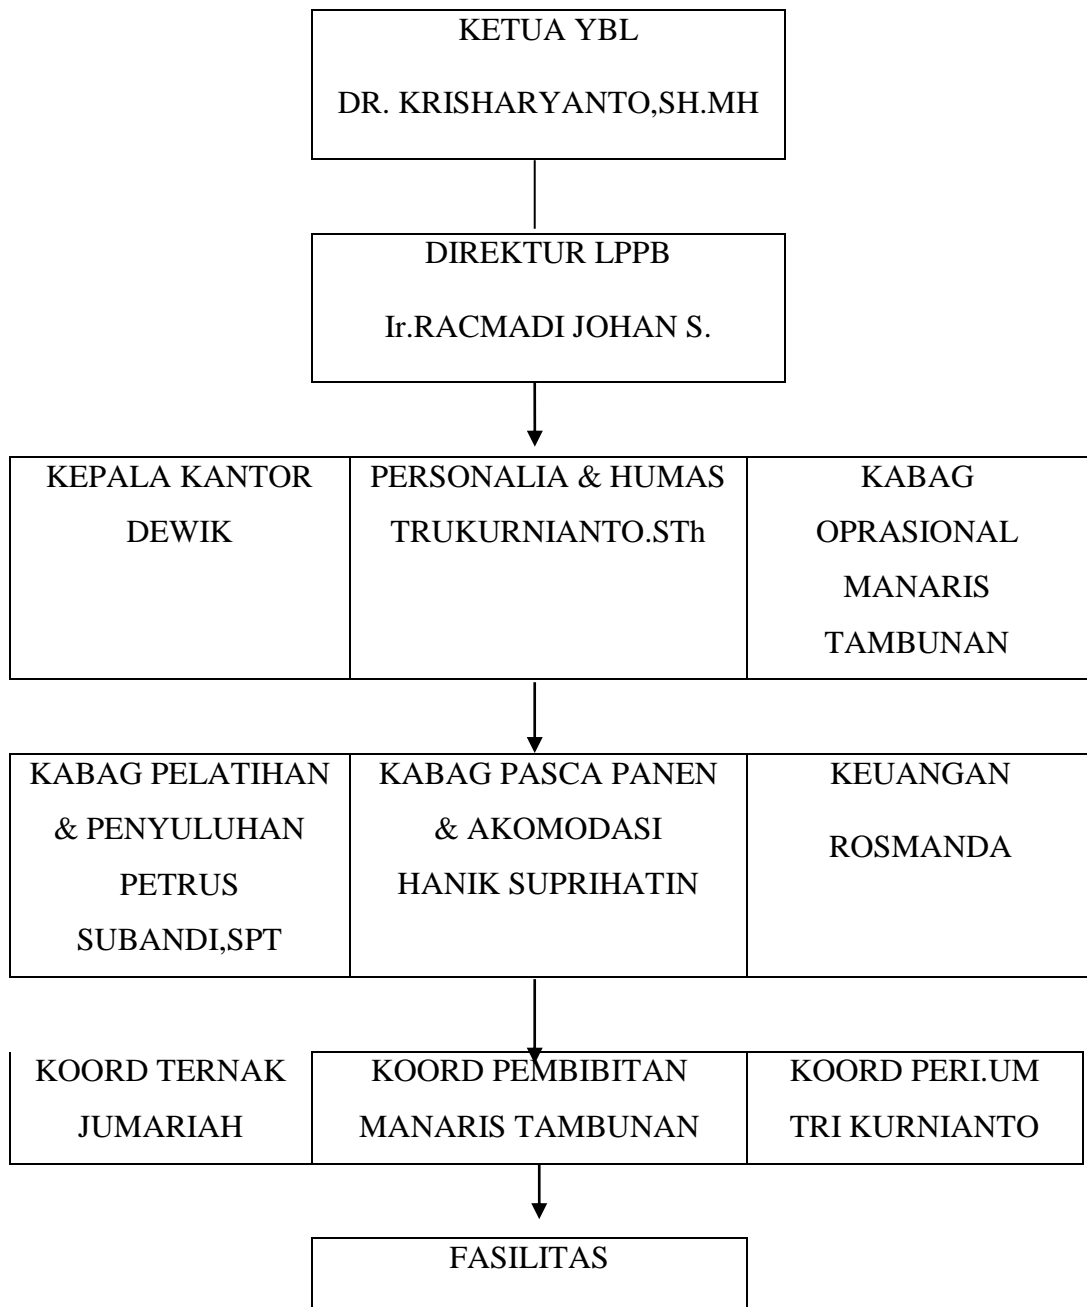 KETUA YBL
DR. KRISHARYANTO,SH.MH
DIREKTUR LPPB
Ir.RACMADI JOHAN S.
KEPALA KANTOR
DEWIK
PERSONALIA & HUMAS
TRUKURNIANTO.STh
KABAG
OPRASIONAL
MANARIS
TAMBUNAN
KABAG PELATIHAN
& PENYULUHAN
PETRUS
SUBANDI,SPT
KABAG PASCA PANEN
& AKOMODASI
HANIK SUPRIHATIN
KEUANGAN
ROSMANDA
KOORD TERNAK
JUMARIAH
KOORD PEMBIBITAN
MANARIS TAMBUNAN
KOORD PERI.UM
TRI KURNIANTO
FASILITAS